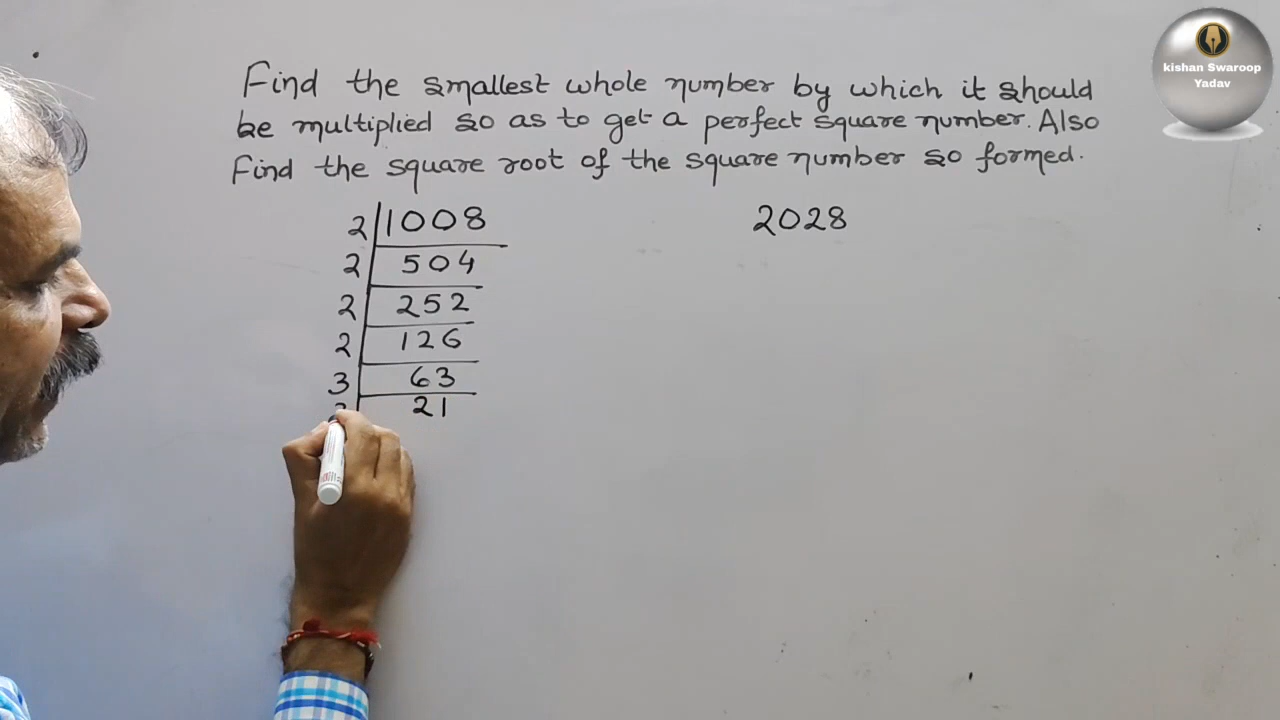 Find the smallest whole number by which it should
be multiplied so as to get a perfect square number. Also
Find the square root of the square number so formed.
2 1008
2 504
2 252
2 126
3 63
21
2028
kishan Swaroop
Yadav